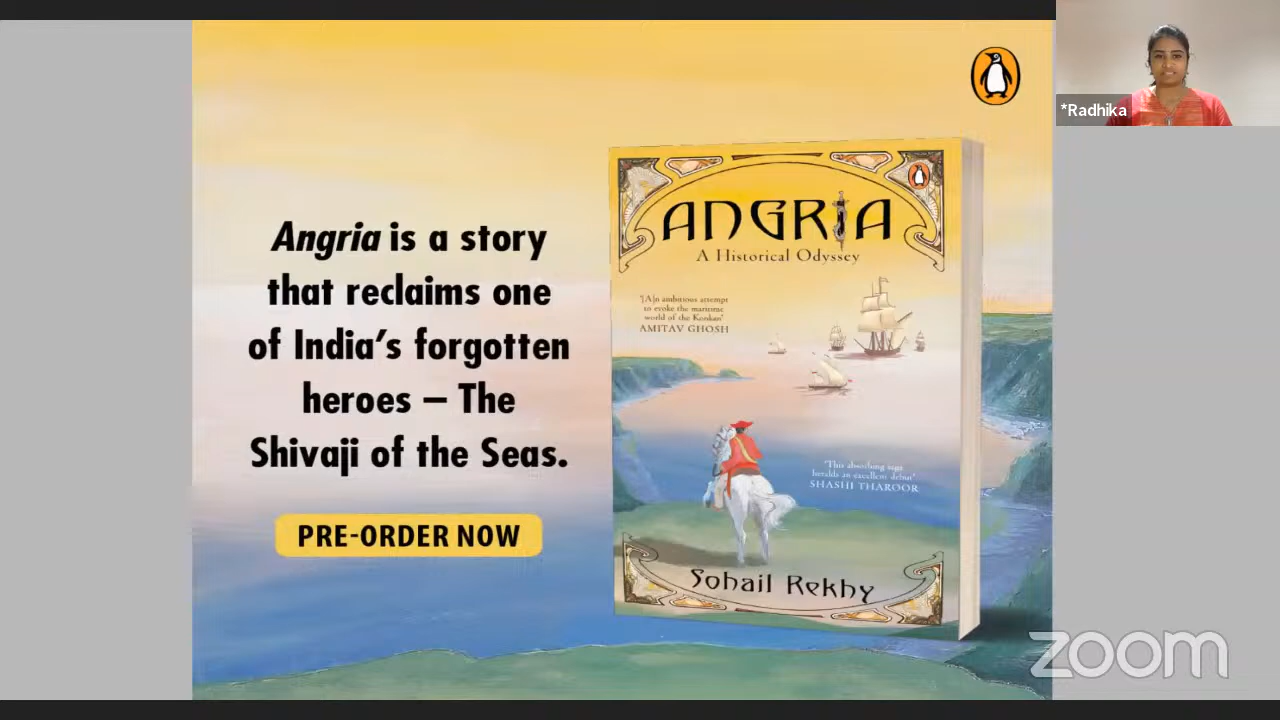 Angria is a story
that reclaims one
of India's forgotten
heroes – The
Shivaji of the Seas.
PRE-ORDER NOW
ANGRIA
A Historical Odyssey
'[A]n ambitious attempt
to evoke the maritime
world of the Konkan'
AMITAV GHOSH
'This absorbing saga
heralds an excellent debut'
SHASHI THAROOR
Sohail Rekhy
*Radhika
zoom